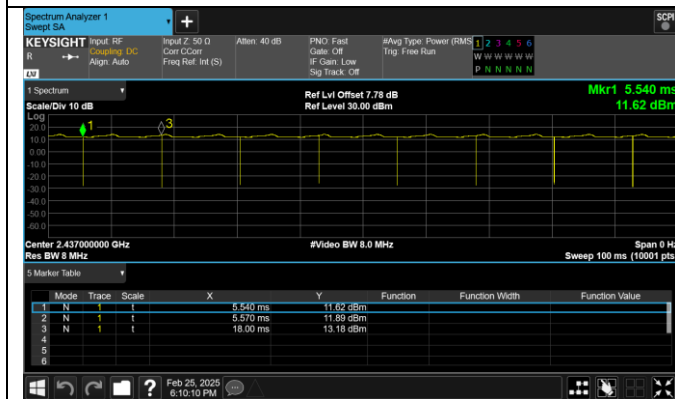 Spectrum Analyzer 1
Swept SA
+
SCPI
KEYSIGHT Input: RF Input Z: 50 Ω Atten: 40 dB PNO: Fast #Avg Type: Power (RMS 1 2 3 4 5 6
R Coupling: DC Corr CCorr Gate: Off Trig: Free Run W W W W W W
Align: Auto Freq Ref: Int (S) IF Gain: Low P N N N N N
LXI Sig Track: Off
1 Spectrum Ref Lvl Offset 7.78 dB Mkr1 5.540 ms
Scale/Div 10 dB Ref Level 30.00 dBm 11.62 dBm
Log
20.0
10.0
0.00
-10.0
-20.0
-30.0
-40.0
-50.0
-60.0
1
3
Center 2.437000000 GHz #Video BW 8.0 MHz Span 0 Hz
Res BW 8 MHz Sweep 100 ms (10001 pts
5 Marker Table
Mode Trace Scale X Y Function Function Width Function Value
1 N 1 t 5.540 ms 11.62 dBm
2 N 1 t 5.570 ms 11.89 dBm
3 N 1 t 18.00 ms 13.18 dBm
4
5
6
? Feb 25, 2025
6:10:10 PM